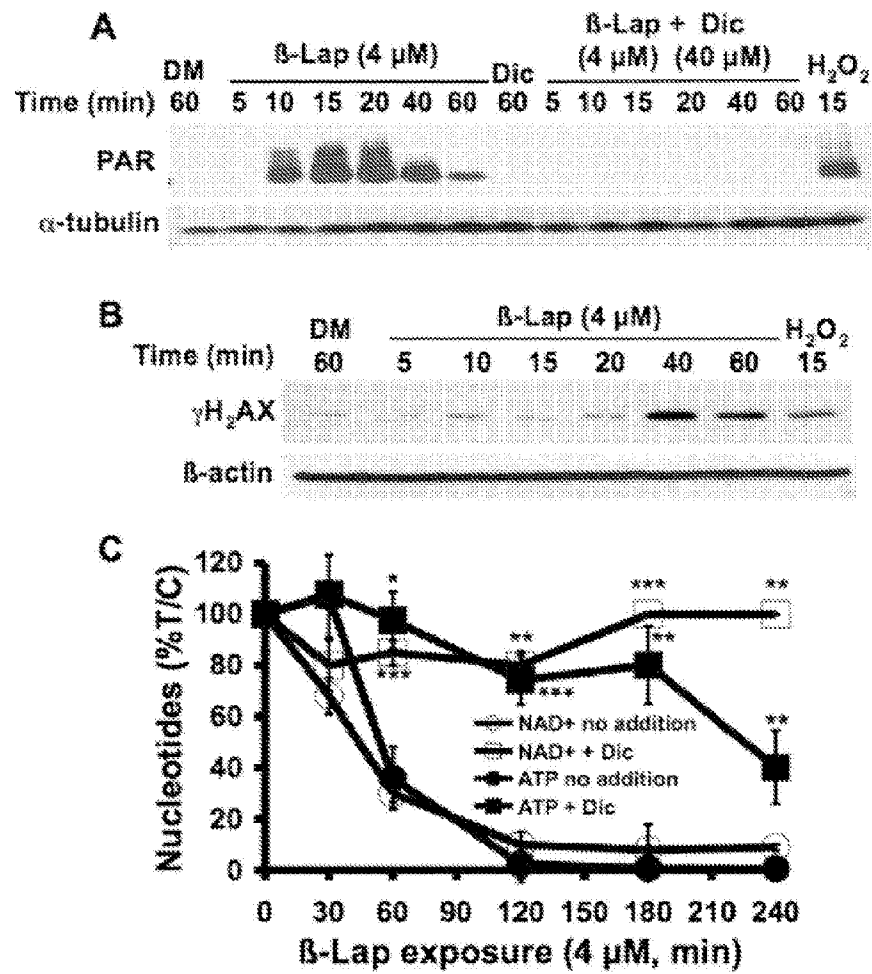 A
ß-Lap (4 µM)
ß-Lap + Dic
(4 µM) (40 µM)
DM
Dic
H₂O₂
Time (min) 60 5 10 15 20 40 60 60 5 10 15 20 40 60 15
PAR
α-tubulin
B
DM
ß-Lap (4 µM)
H₂O₂
Time (min) 60 5 10 15 20 40 60 15
γH₂AX
ß-actin
C
Nucleotides (%T/C)
120
100
80
60
40
20
0
* *** ** *** *** ** ** **
NAD+ no addition
NAD+ + Dic
ATP no addition
ATP + Dic
0 30 60 90 120 150 180 210 240
ß-Lap exposure (4 µM, min)